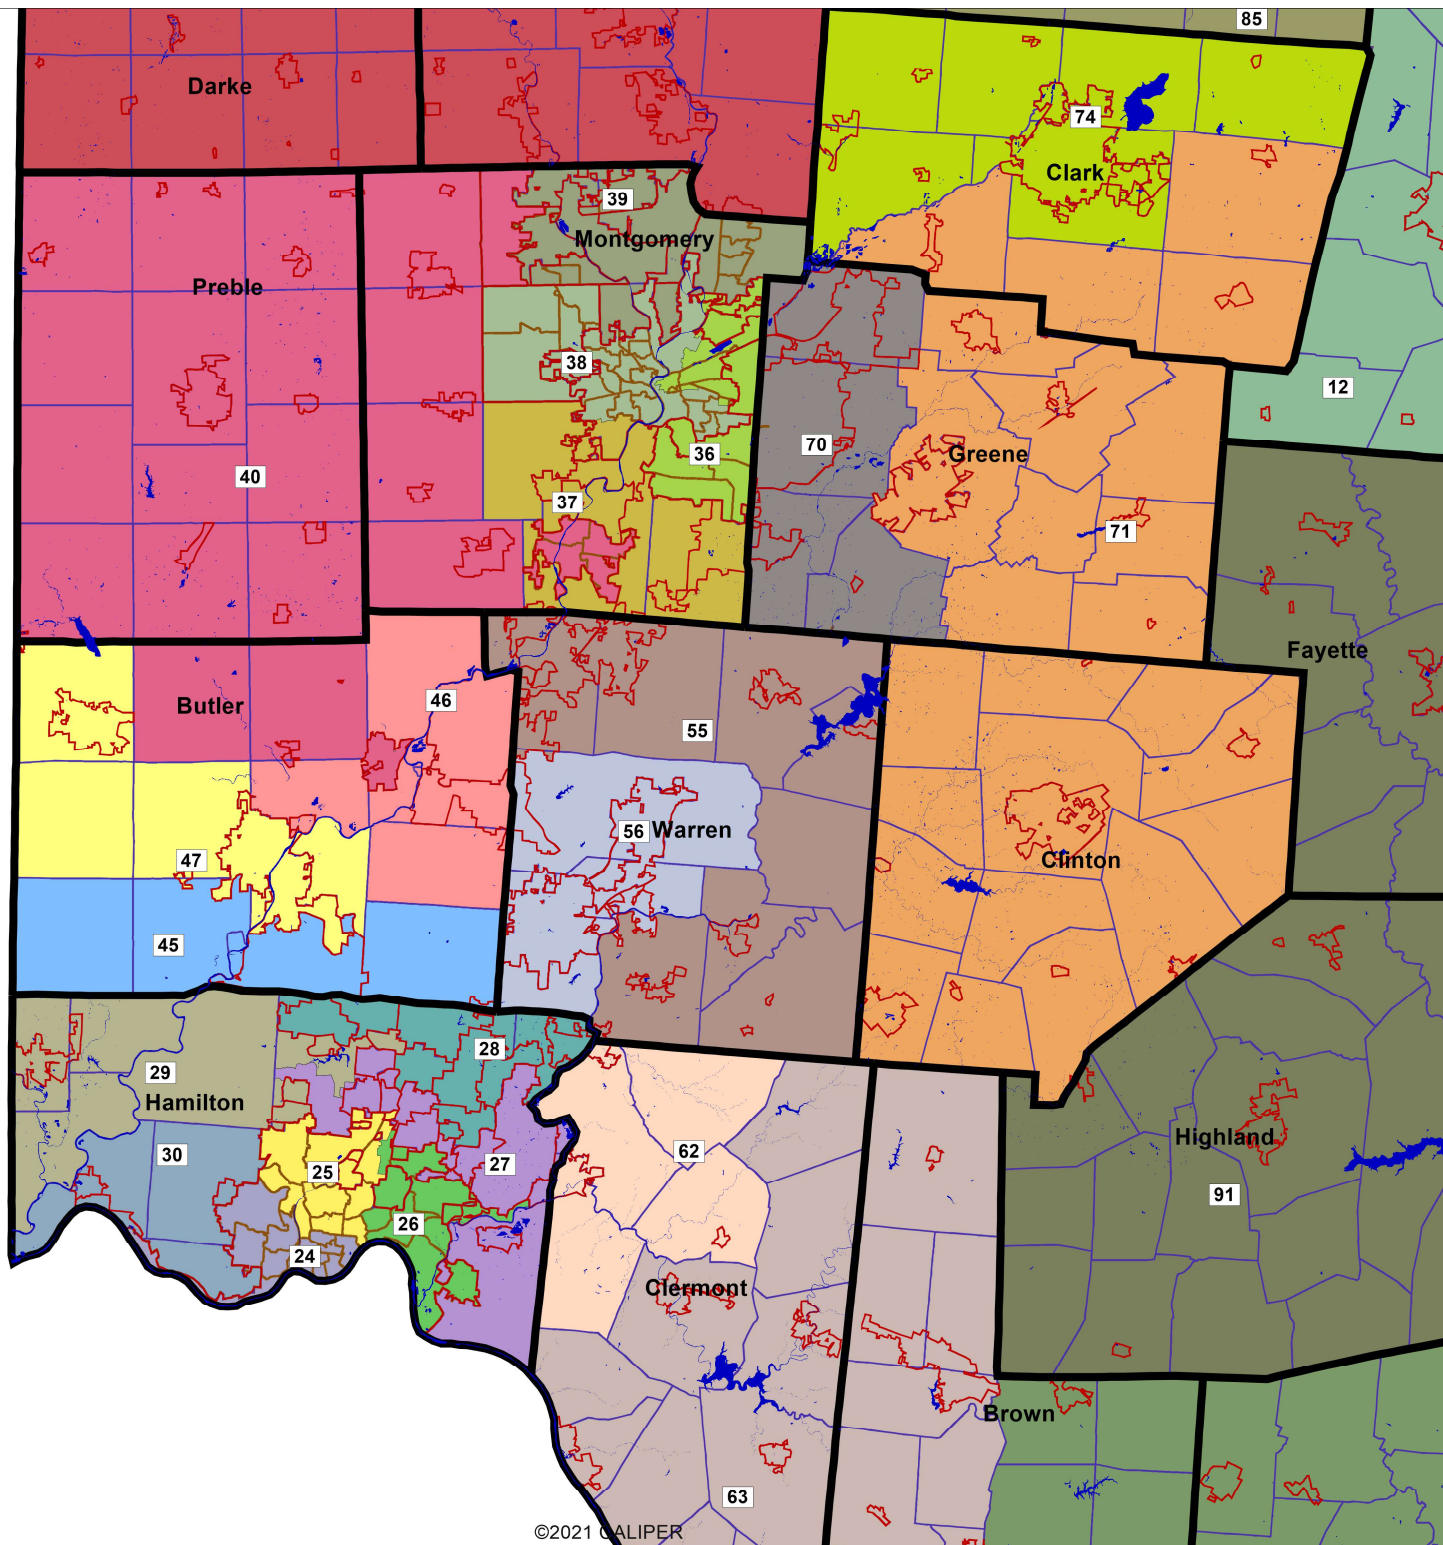 85
Darke
74
Clark
39
Montgomery
Preble
38
12
70
36
Greene
40
37
71
Fayette
46
Butler
55
56 Warren
47
Clinton
45
28
29
Hamilton
Highland
62
30
27
25
91
26
24
Clermont
Brown
63
©2021 CALIPER